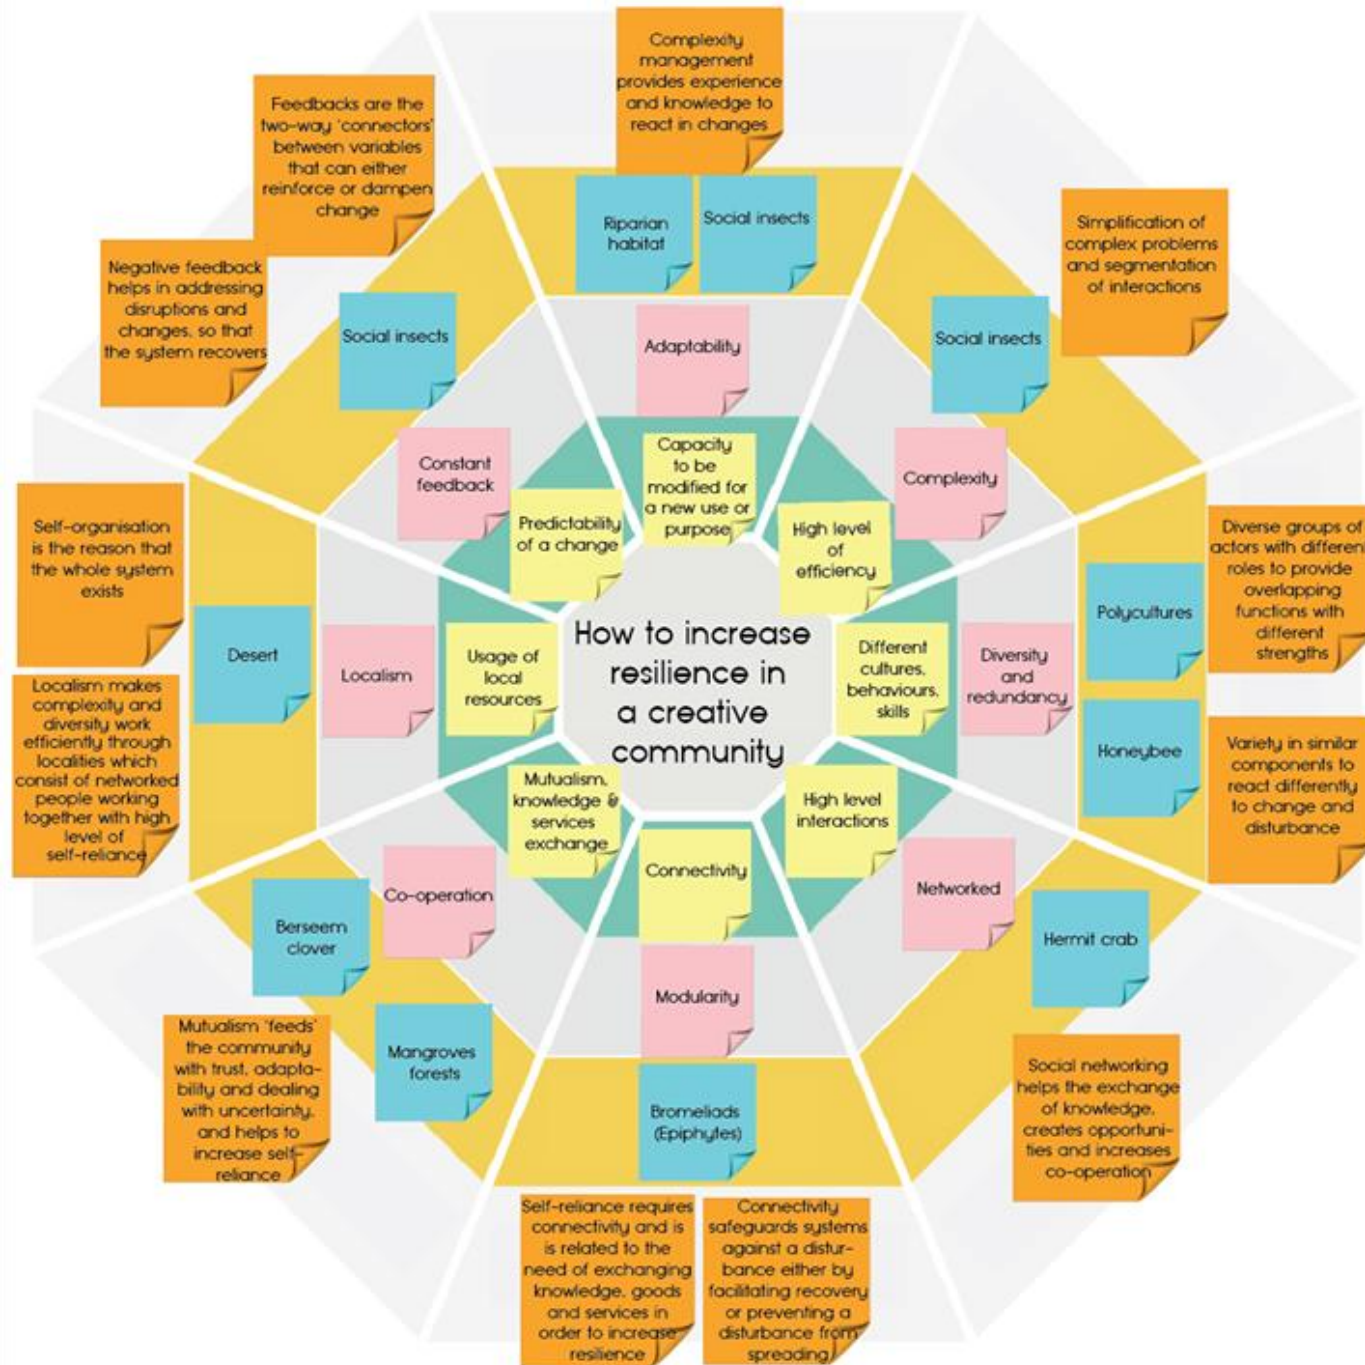 Complexity
management
provides experience
and knowledge to
react in changes
Feedbacks are the
two-way 'connectors'
between variables
that can either
reinforce or dampen
change
Riparian
habitat
Social insects
Simplification of
complex problems
and segmentation
of interactions
Negative feedback
helps in addressing
disruptions and
changes, so that
the system recovers
Social insects
Adaptability
Social insects
Constant
feedback
Capacity
to be
modified for
a new use or
purpose
Complexity
Predictability
of a change
High level
of
efficiency
Self-organisation
is the reason that
the whole system
exists
Diverse groups of
actors with different
roles to provide
overlapping
functions with
different
strengths
Desert
Localism
Usage of
local
resources
How to increase
resilience in
a creative
community
Different
cultures,
behaviours,
skills
Diversity
and
redundancy
Polycultures
Honeybee
Localism makes
complexity and
diversity work
efficiently through
localities which
consist of networked
people working
together with high
level of
self-reliance
Variety in similar
components to
react differently
to change and
disturbance
Mutualism,
knowledge &
services
exchange
High level
interactions
Connectivity
Co-operation
Networked
Berseem
clover
Hermit crab
Modularity
Mangroves
forests
Mutualism 'feeds'
the community
with trust, adapta-
bility and dealing
with uncertainty,
and helps to
increase self-
reliance
Bromeliads
(Epiphytes)
Social networking
helps the exchange
of knowledge,
creates opportuni-
ties and increases
co-operation
Self-reliance requires
connectivity and is
is related to the
need of exchanging
knowledge, goods
and services in
order to increase
resilience
Connectivity
safeguards systems
against a distur-
bance either by
facilitating recovery
or preventing a
disturbance from
spreading